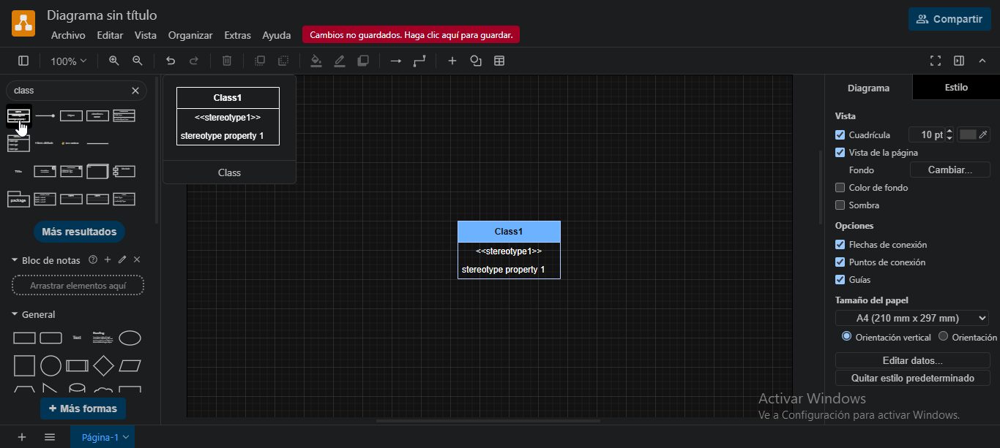 Diagrama sin título
Archivo Editar Vista Organizar Extras Ayuda
Cambios no guardados. Haga clic aquí para guardar.
Compartir
100%
class
Class1
<<stereotype1>>
stereotype property 1
Class
package
Más resultados
Bloc de notas
Arrastrar elementos aquí
General
Text
Heading
+ Más formas
Class1
<<stereotype1>>
stereotype property 1
Diagrama Estilo
Vista
Cuadrícula 10 pt
Vista de la página
Fondo Cambiar...
Color de fondo
Sombra
Opciones
Flechas de conexión
Puntos de conexión
Guías
Tamaño del papel
A4 (210 mm x 297 mm)
Orientación vertical Orientación
Editar datos...
Quitar estilo predeterminado
Activar Windows
Ve a Configuración para activar Windows.
Página-1